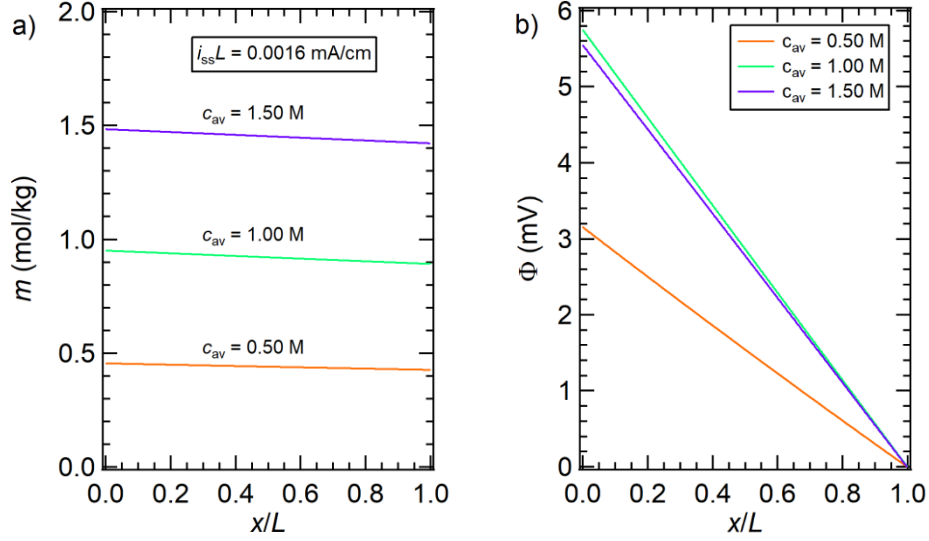 a)
i_ss L = 0.0016 mA/cm
c_av = 1.50 M
c_av = 1.00 M
c_av = 0.50 M
m (mol/kg)
2.0
1.5
1.0
0.5
0.0
0.0 0.2 0.4 0.6 0.8 1.0
x/L
b)
c_av = 0.50 M
c_av = 1.00 M
c_av = 1.50 M
Φ (mV)
6
5
4
3
2
1
0
0.0 0.2 0.4 0.6 0.8 1.0
x/L